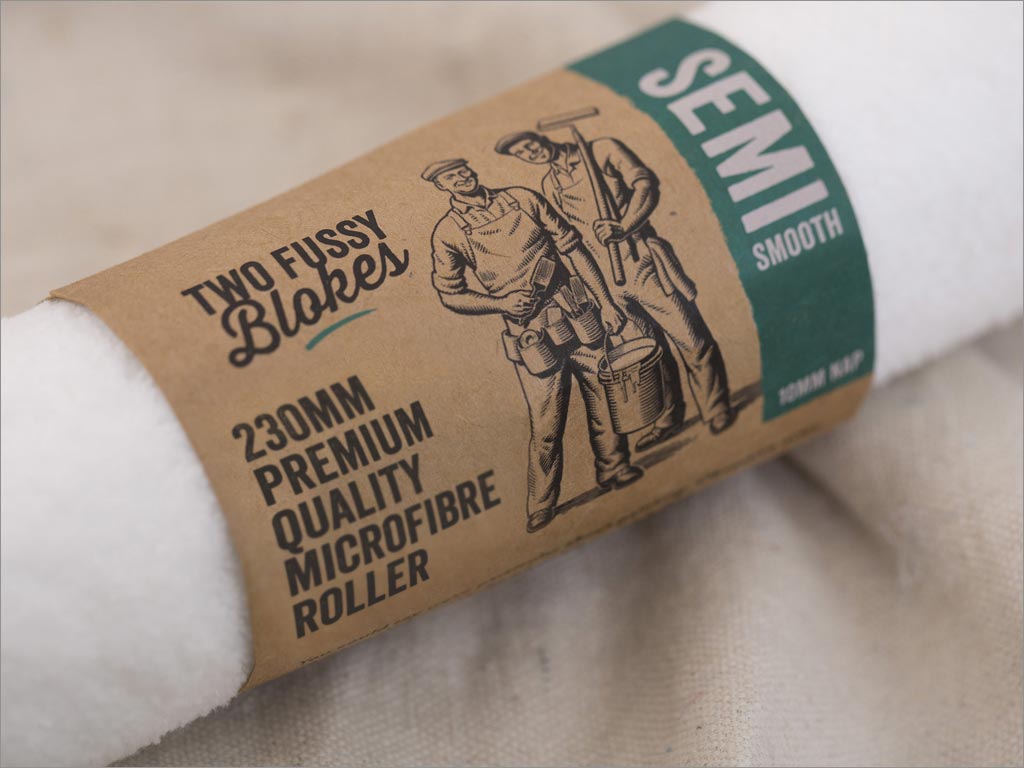 TWO FUSSY
Blokes
230MM
PREMIUM
QUALITY
MICROFIBRE
ROLLER
SEMI
SMOOTH
10MM NAP